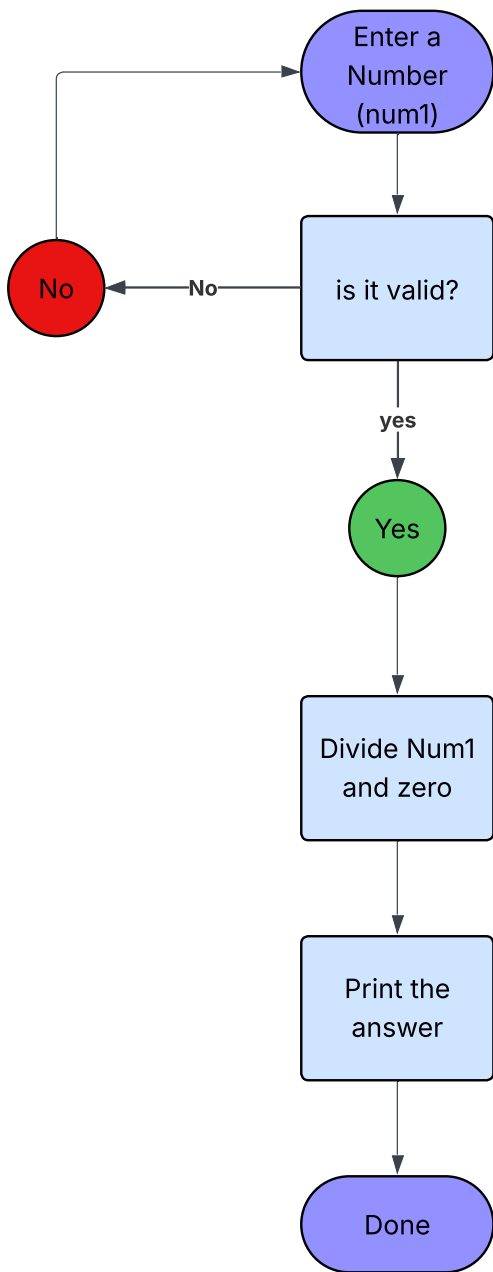 Enter a
Number
(num1)
is it valid?
No
No
yes
Yes
Divide Num1
and zero
Print the
answer
Done